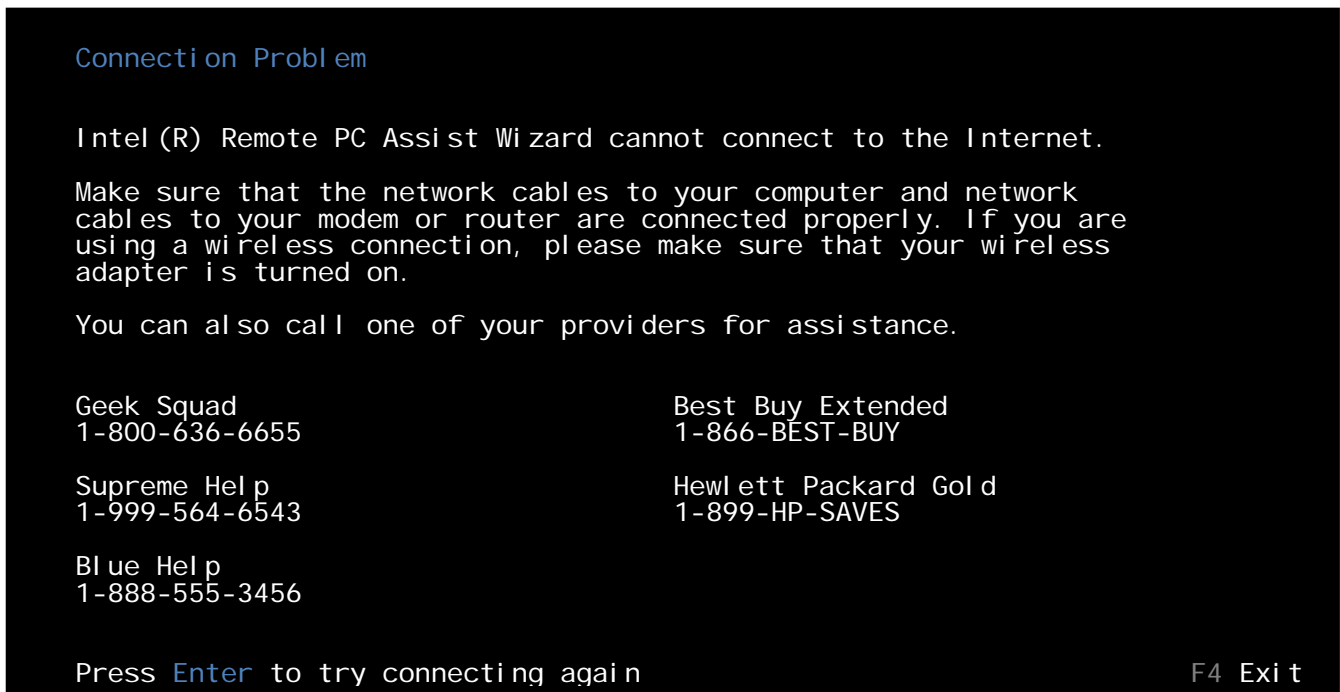 Connection Problem
Intel(R) Remote PC Assist Wizard cannot connect to the Internet.
Make sure that the network cables to your computer and network
cables to your modem or router are connected properly. If you are
using a wireless connection, please make sure that your wireless
adapter is turned on.
You can also call one of your providers for assistance.
Geek Squad
1-800-636-6655
Best Buy Extended
1-866-BEST-BUY
Supreme Help
1-999-564-6543
Hewlett Packard Gold
1-899-HP-SAVES
Blue Help
1-888-555-3456
Press Enter to try connecting again
F4 Exit